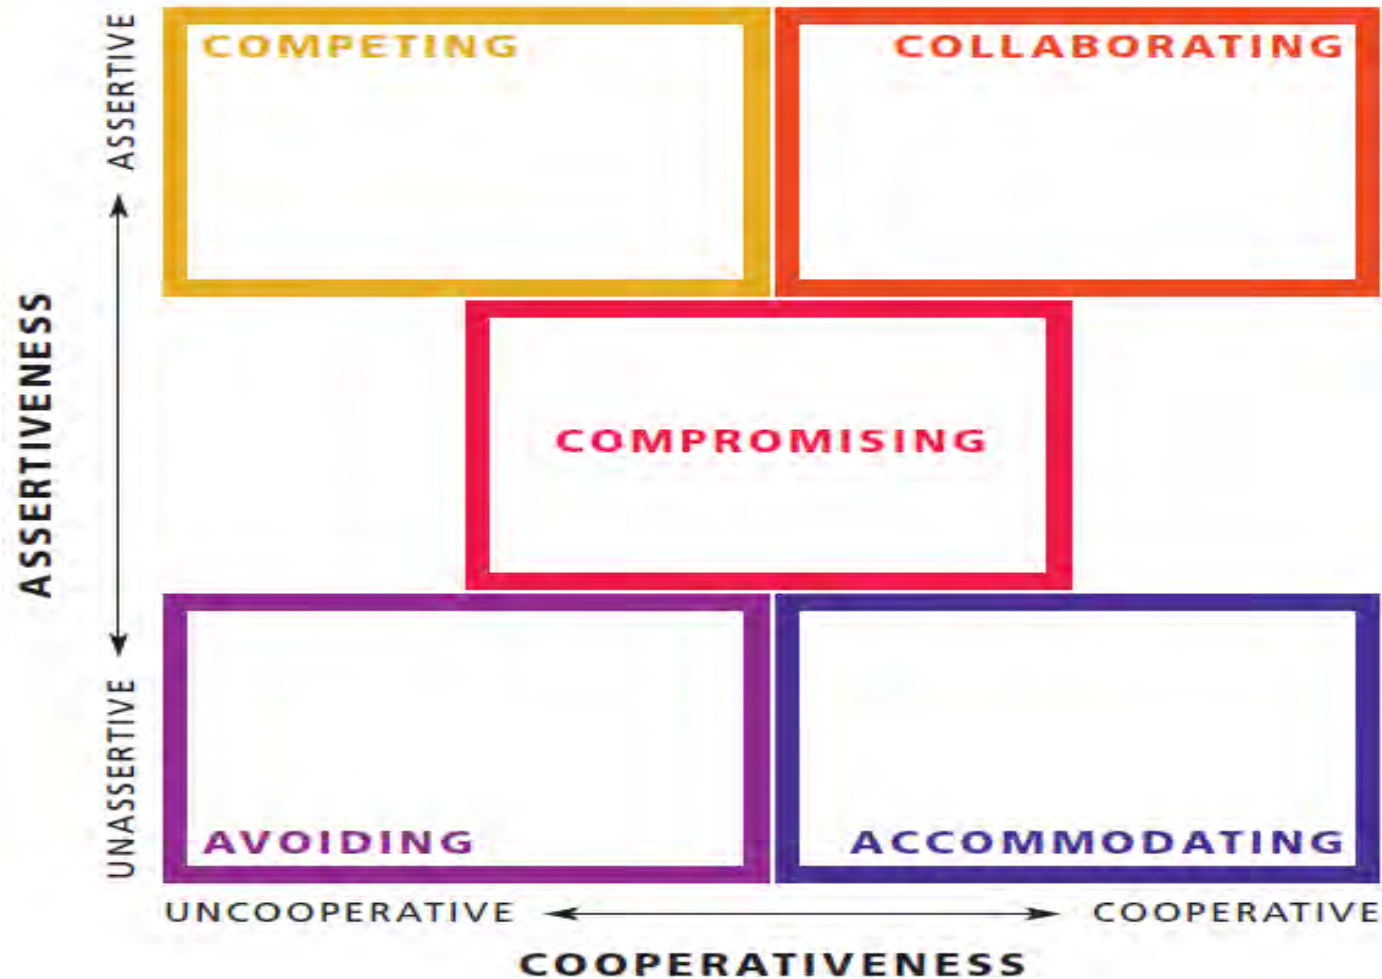 ASSERTIVENESS
ASSERTIVE
UNASSERTIVE
COMPETING
COLLABORATING
COMPROMISING
AVOIDING
ACCOMMODATING
UNCOOPERATIVE
COOPERATIVE
COOPERATIVENESS